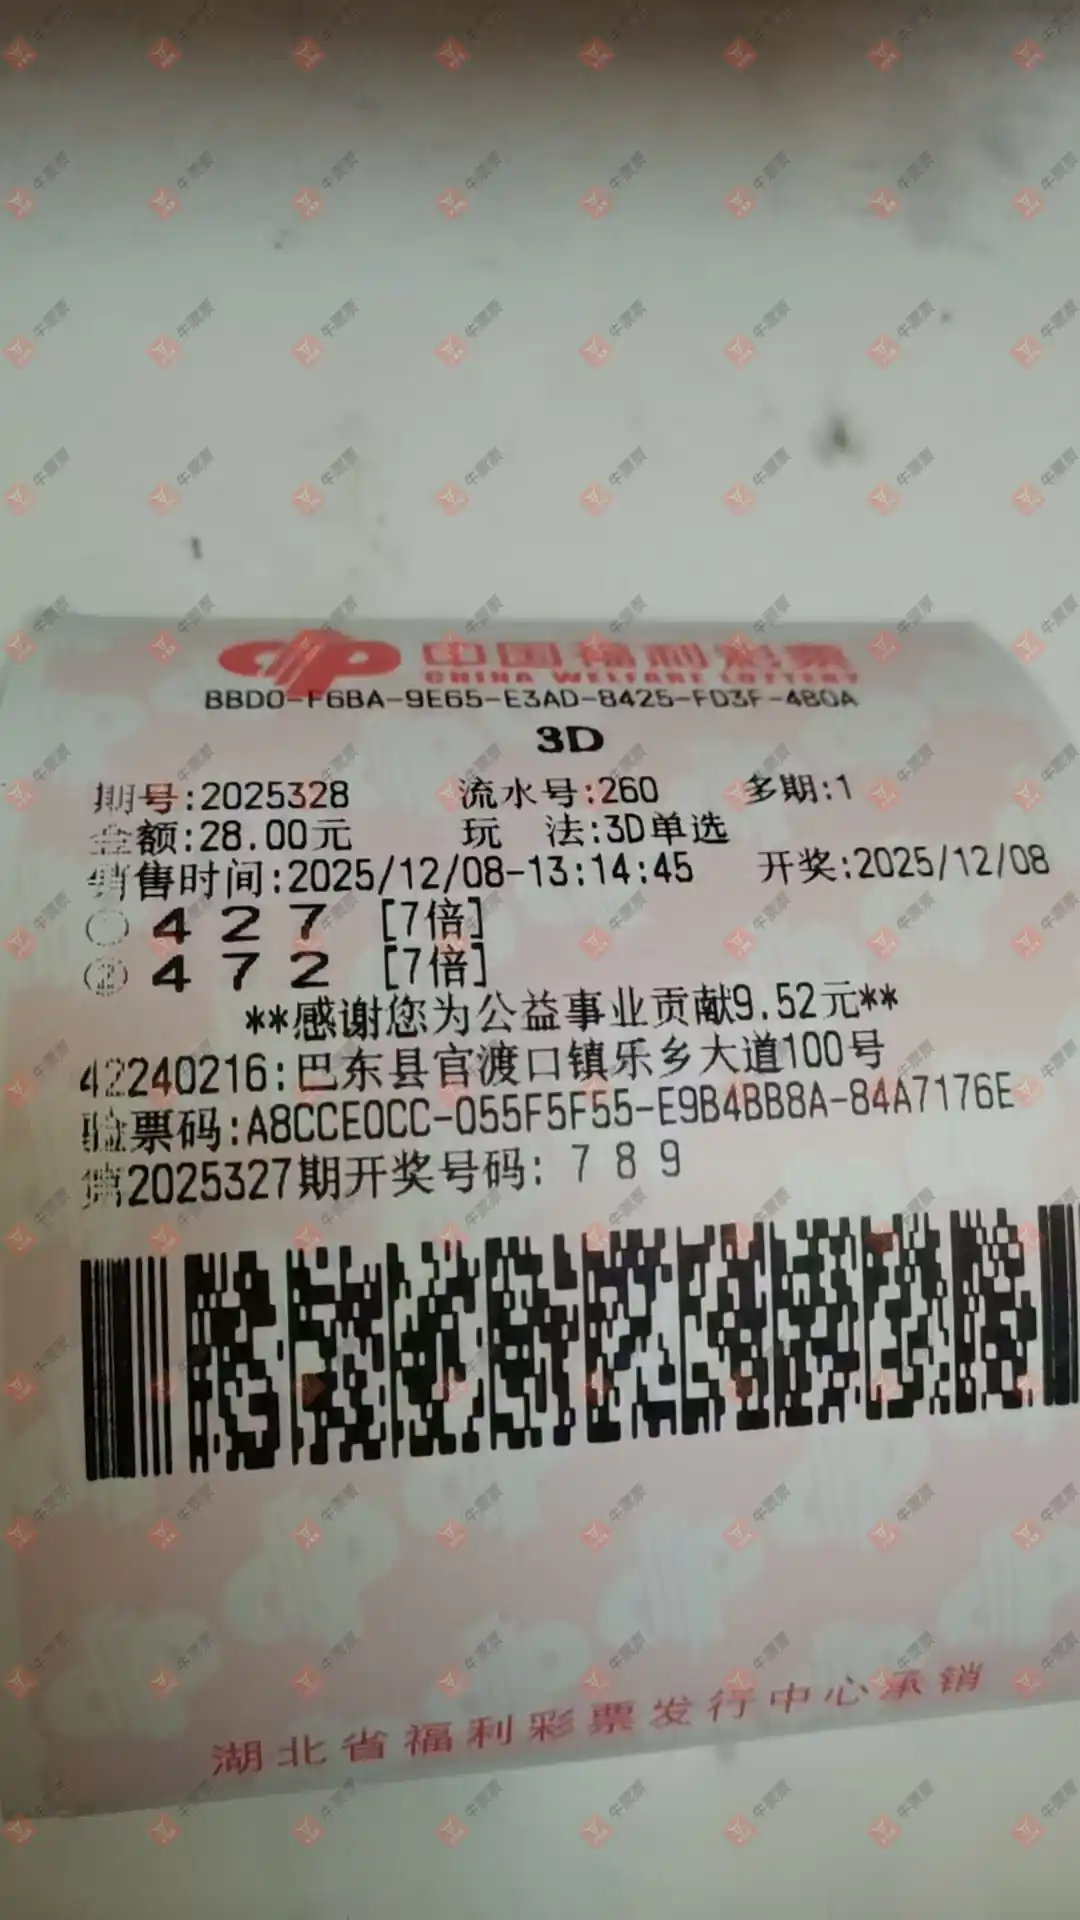 中国福利彩票
CHINA WELFARE LOTTERY
BBD0-F6BA-9E65-E3AD-8425-FD3F-480A
3D
期号:2025328 流水号:260 多期:1
金额:28.00元 玩 法:3D单选
销售时间:2025/12/08-13:14:45 开奖:2025/12/08
① 4 2 7 [7倍]
② 4 7 2 [7倍]
**感谢您为公益事业贡献9.52元**
42240216:巴东县官渡口镇乐乡大道100号
验票码:A8CCE0CC-055F5F55-E9B4BB8A-84A7176E
第2025327期开奖号码: 7 8 9
湖北省福利彩票发行中心承销